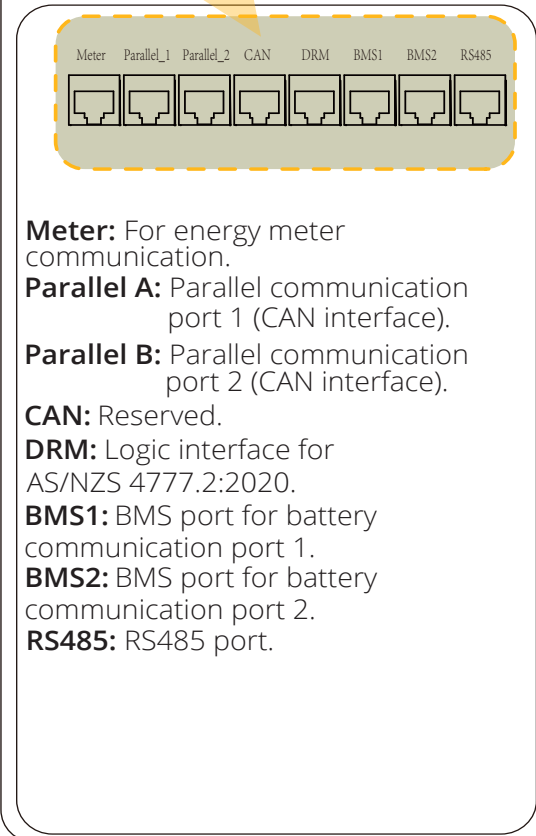 Meter Parallel_1 Parallel_2 CAN DRM BMS1 BMS2 RS485
Meter: For energy meter
communication.
Parallel A: Parallel communication
port 1 (CAN interface).
Parallel B: Parallel communication
port 2 (CAN interface).
CAN: Reserved.
DRM: Logic interface for
AS/NZS 4777.2:2020.
BMS1: BMS port for battery
communication port 1.
BMS2: BMS port for battery
communication port 2.
RS485: RS485 port.